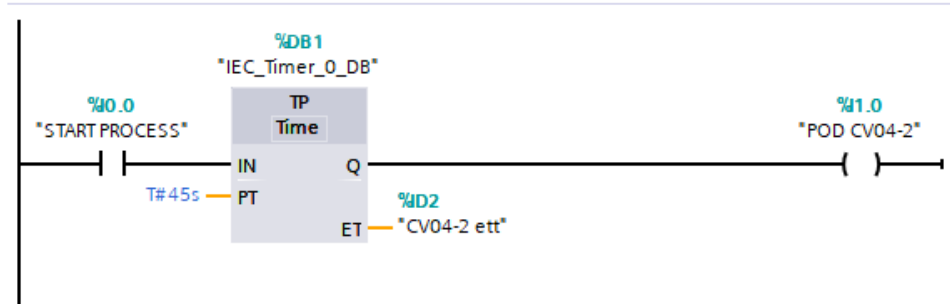 %DB1
"IEC_Timer_0_DB"
%I0.0
"START PROCESS"
TP
Time
%I1.0
"POD CV04-2"
IN
Q
T#45s
PT
%ID2
ET
"CV04-2 ett"